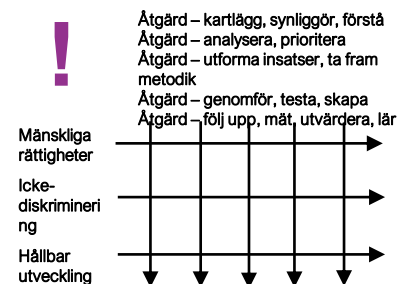 !
Åtgärd – kartlägg, synliggör, förstå
Åtgärd – analysera, prioritera
Åtgärd – utforma insatser, ta fram
metodik
Åtgärd – genomför, testa, skapa
Åtgärd – följ upp, mät, utvärdera, lär
Mänskliga
rättigheter
Icke-
diskrimineri
ng
Hållbar
utveckling